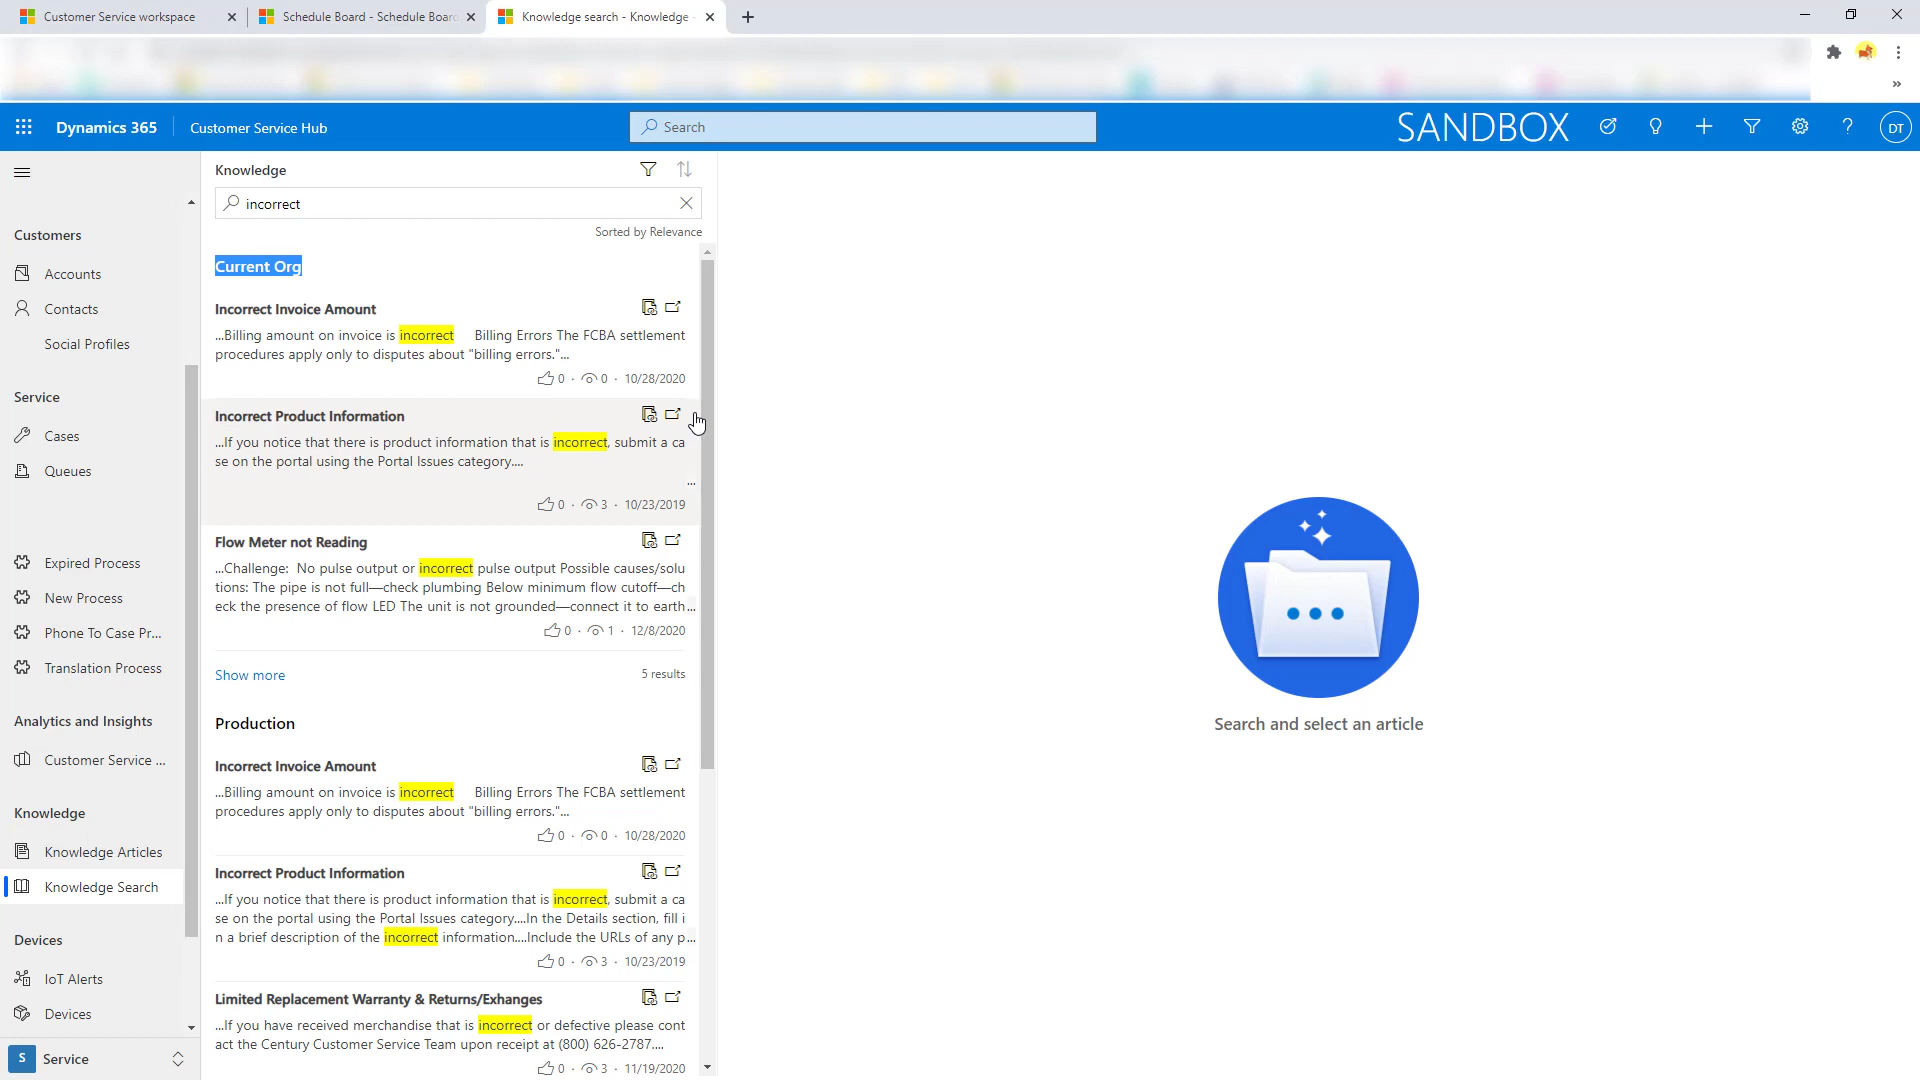 Customer Service workspace
Schedule Board - Schedule Board
Knowledge search - Knowledge -
Dynamics 365
Customer Service Hub
Search
SANDBOX
DT
Customers
Accounts
Contacts
Social Profiles
Service
Cases
Queues
Expired Process
New Process
Phone To Case Pr...
Translation Process
Analytics and Insights
Customer Service ...
Knowledge
Knowledge Articles
Knowledge Search
Devices
IoT Alerts
Devices
S Service
Knowledge
incorrect
Sorted by Relevance
Current Org
Incorrect Invoice Amount
...Billing amount on invoice is incorrect Billing Errors The FCBA settlement
procedures apply only to disputes about "billing errors."...
0 · 0 · 10/28/2020
Incorrect Product Information
...If you notice that there is product information that is incorrect, submit a ca
se on the portal using the Portal Issues category....
...
0 · 3 · 10/23/2019
Flow Meter not Reading
...Challenge: No pulse output or incorrect pulse output Possible causes/solu
tions: The pipe is not full—check plumbing Below minimum flow cutoff—ch
eck the presence of flow LED The unit is not grounded—connect it to earth...
0 · 1 · 12/8/2020
Show more
5 results
Production
Incorrect Invoice Amount
...Billing amount on invoice is incorrect Billing Errors The FCBA settlement
procedures apply only to disputes about "billing errors."...
0 · 0 · 10/28/2020
Incorrect Product Information
...If you notice that there is product information that is incorrect, submit a ca
se on the portal using the Portal Issues category....In the Details section, fill i
n a brief description of the incorrect information....Include the URLs of any p...
0 · 3 · 10/23/2019
Limited Replacement Warranty & Returns/Exhanges
...If you have received merchandise that is incorrect or defective please cont
act the Century Customer Service Team upon receipt at (800) 626-2787....
0 · 3 · 11/19/2020
Search and select an article